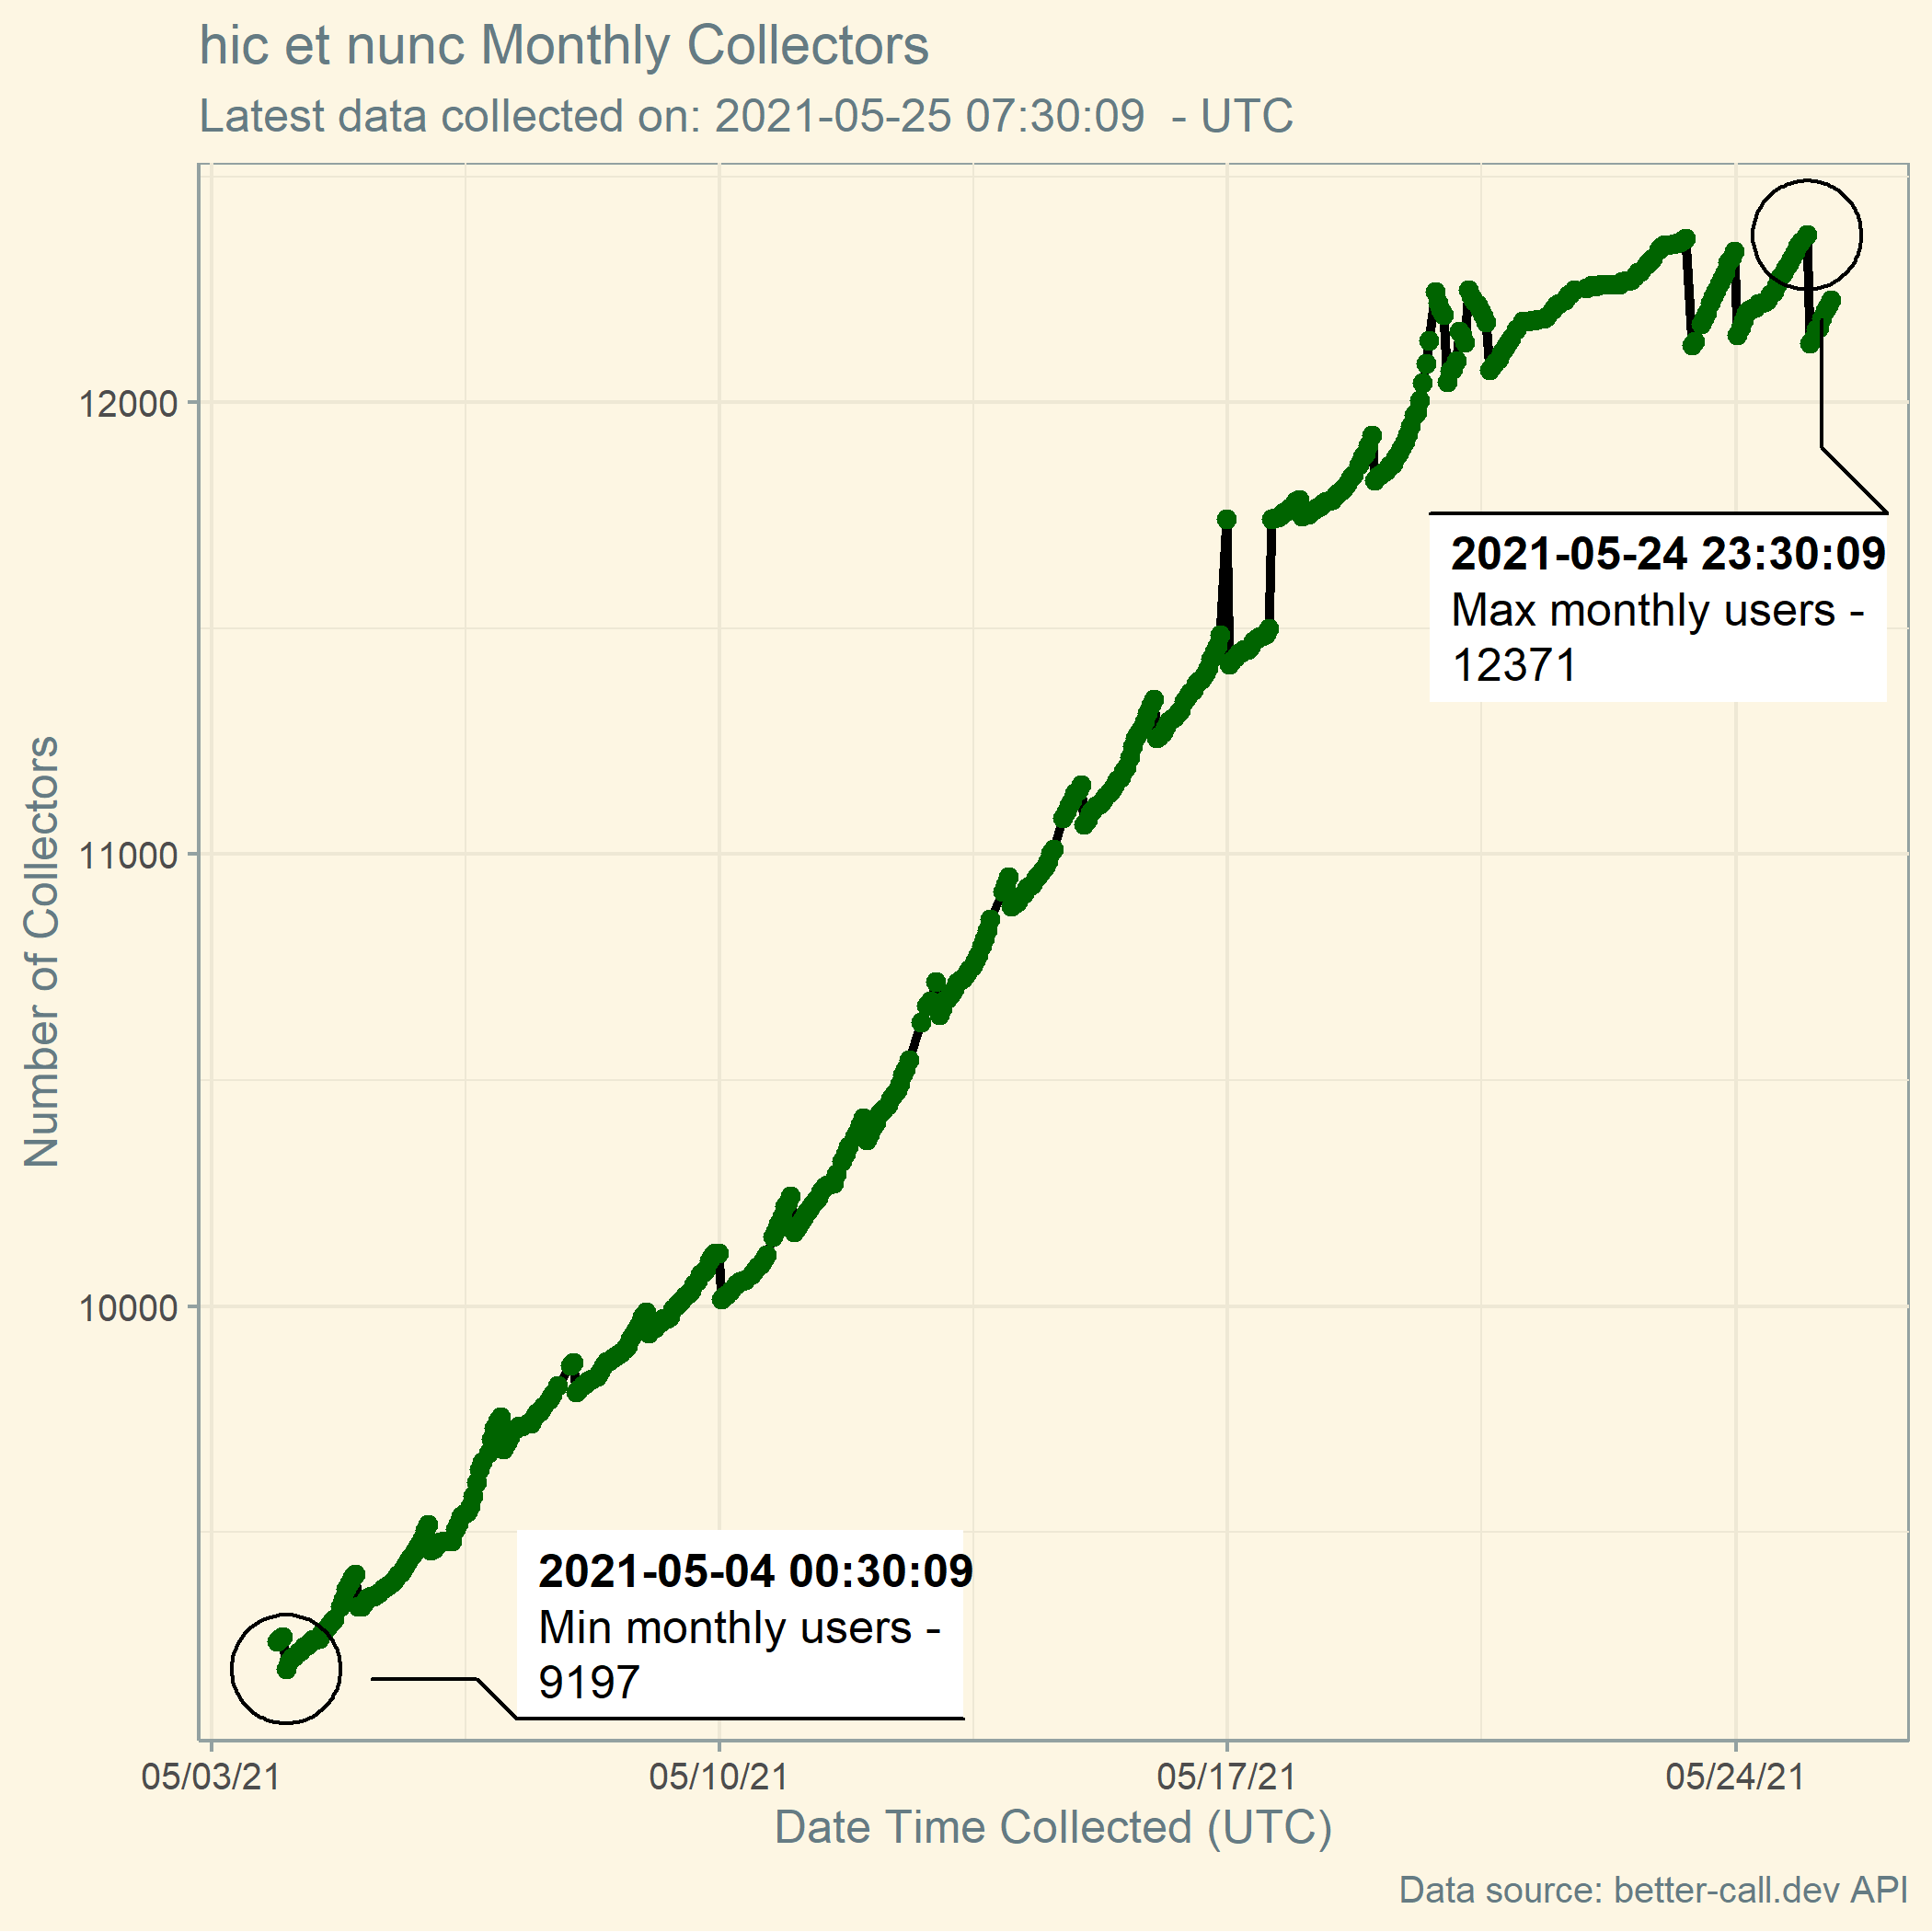 hic et nunc Monthly Collectors
Latest data collected on: 2021-05-25 07:30:09  - UTC
Number of Collectors
12000
11000
10000
2021-05-24 23:30:09
Max monthly users -
12371
2021-05-04 00:30:09
Min monthly users -
9197
05/03/21
05/10/21
05/17/21
05/24/21
Date Time Collected (UTC)
Data source: better-call.dev API